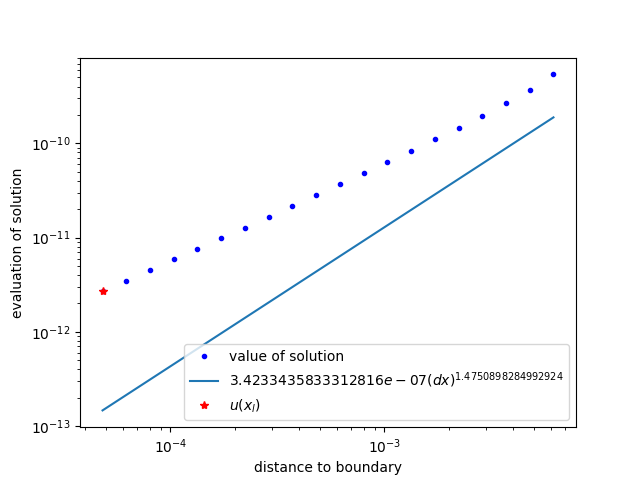 10⁻¹⁰
10⁻¹¹
10⁻¹²
10⁻¹³
evaluation of solution
value of solution
3.4233435833312816e − 07(dx)¹·⁴⁷⁵⁰⁸⁹⁸²⁸⁴⁹⁹²⁹²⁴
u(xₗ)
10⁻⁴
10⁻³
distance to boundary